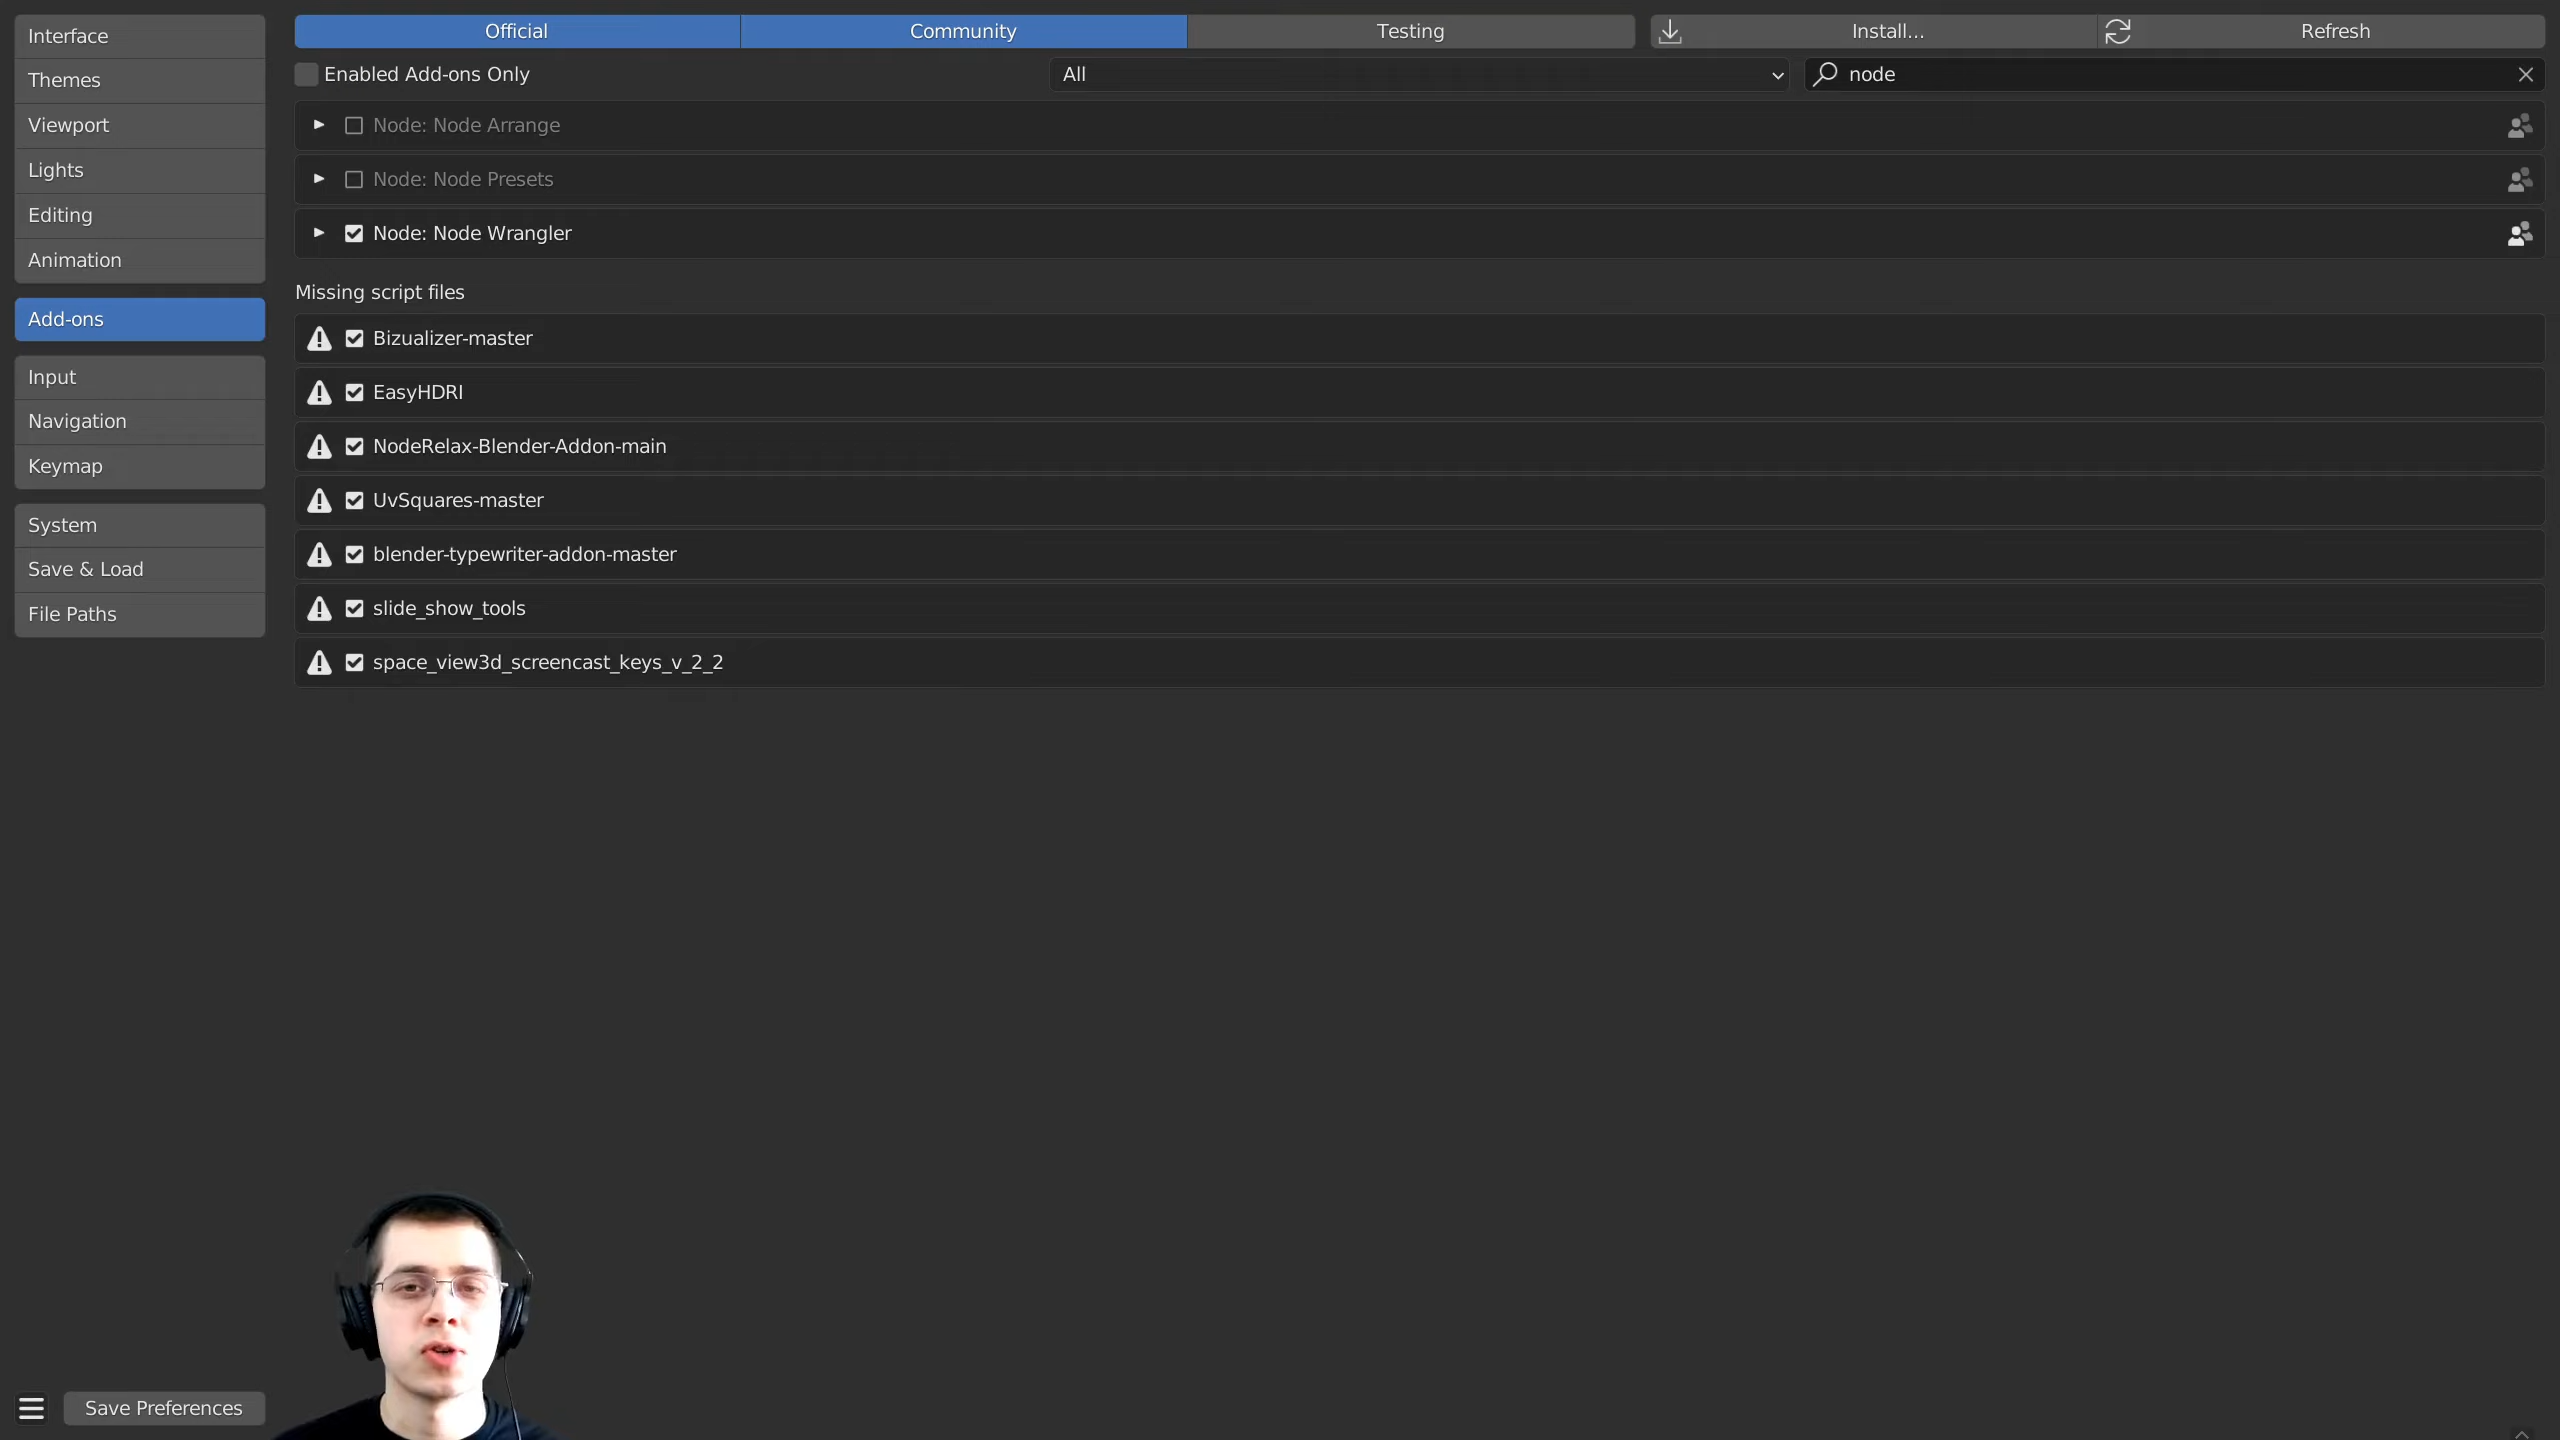 Interface
Themes
Viewport
Lights
Editing
Animation
Add-ons
Input
Navigation
Keymap
System
Save & Load
File Paths
Save Preferences
Official Community Testing Install... Refresh
Enabled Add-ons Only All node
Node: Node Arrange
Node: Node Presets
Node: Node Wrangler
Missing script files
Bizualizer-master
EasyHDRI
NodeRelax-Blender-Addon-main
UvSquares-master
blender-typewriter-addon-master
slide_show_tools
space_view3d_screencast_keys_v_2_2